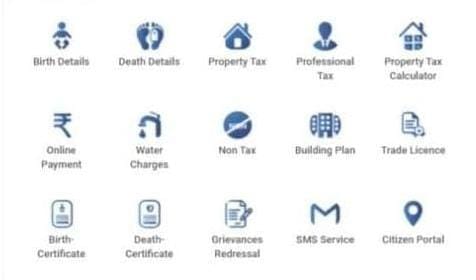 Birth Details
Death Details
Property Tax
Professional
Tax
Property Tax
Calculator
Online
Payment
Water
Charges
Non Tax
Building Plan
Trade Licence
Birth-
Certificate
Death-
Certificate
Grievances
Redressal
SMS Service
Citizen Portal